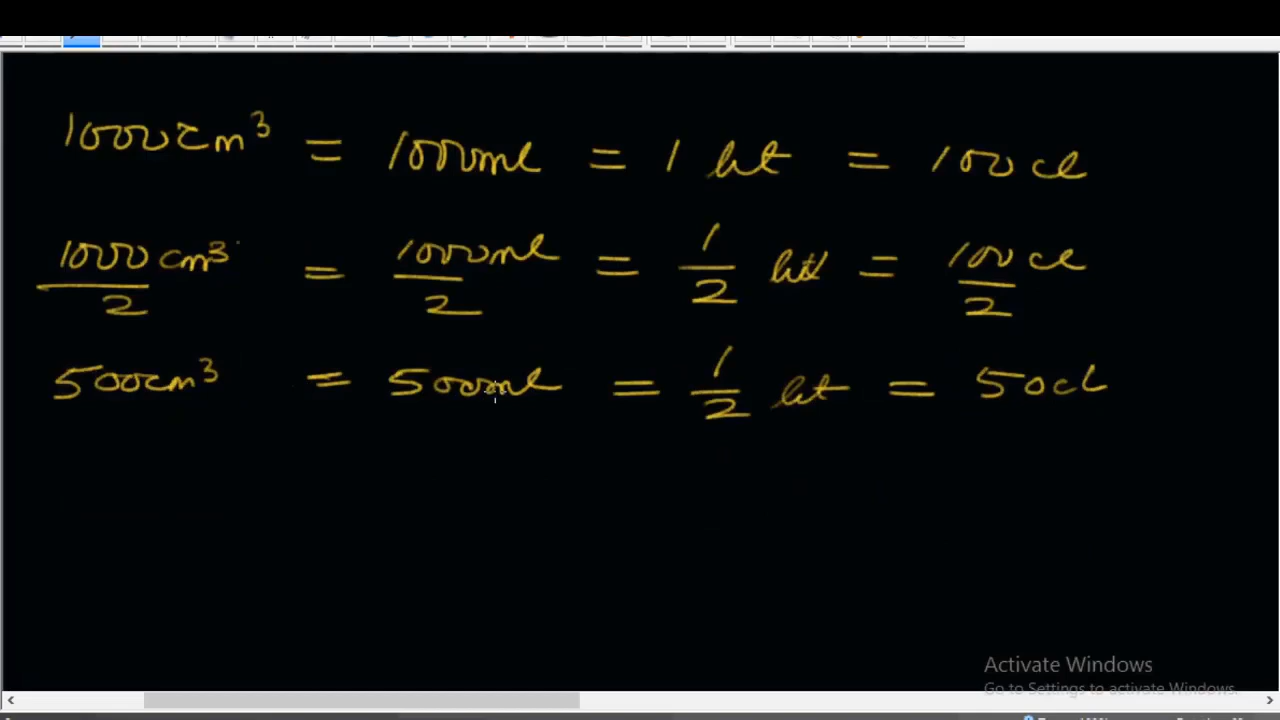 1000cm³ = 1000ml = 1 lit = 100cl
1000cm³/2 = 1000ml/2 = 1/2 lit = 100cl/2
500cm³ = 500ml = 1/2 lit = 50cl
Activate Windows
Go to Settings to activate Windows.